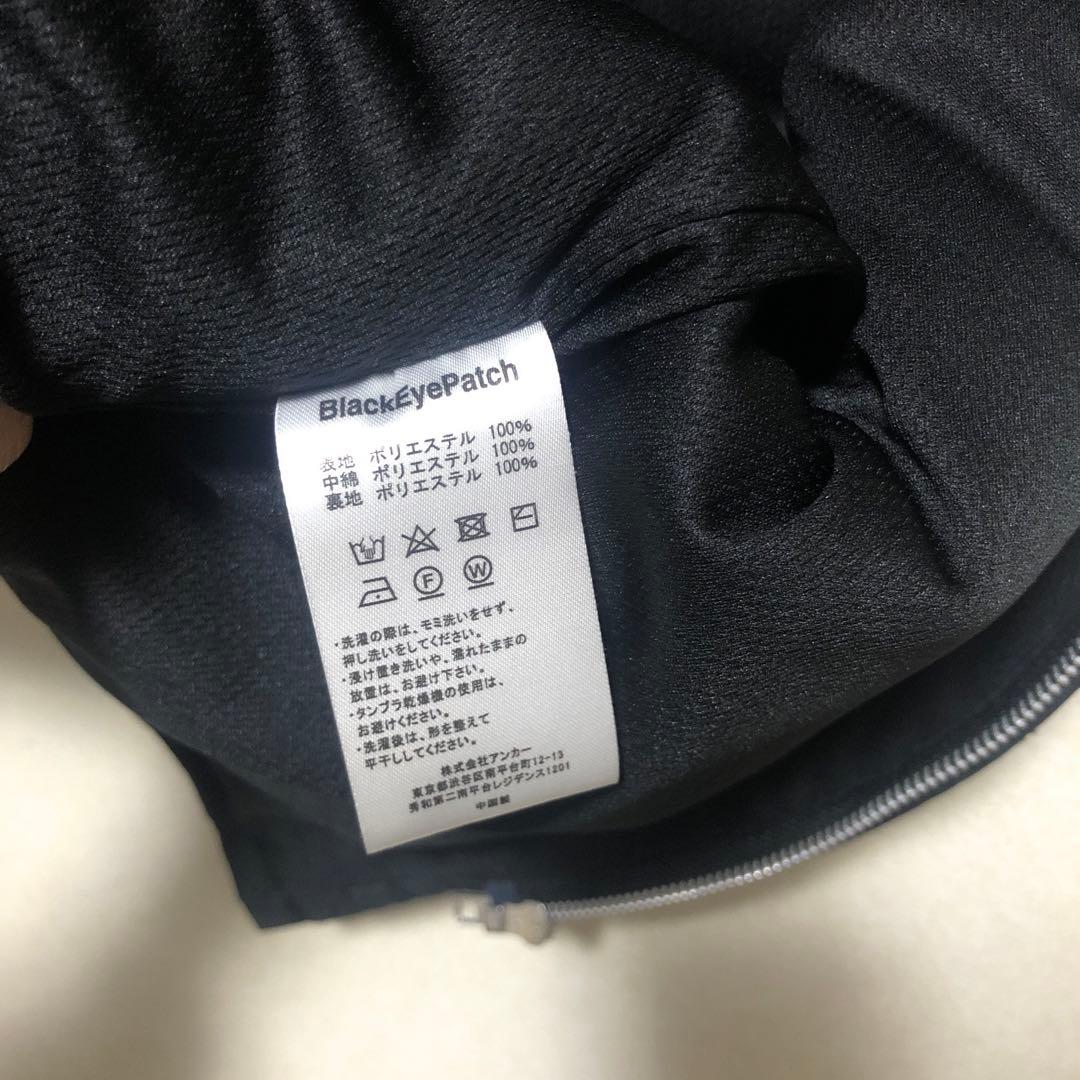 BlackEyePatch
表地 ポリエステル 100%
中綿 ポリエステル 100%
裏地 ポリエステル 100%
F W
・洗濯の際は、モミ洗いをせず、
押し洗いをしてください。
・浸け置き洗いや、濡れたままの
放置は、お避け下さい。
・タンブラ乾燥機の使用は、
お避けください。
・洗濯後は、形を整えて
平干ししてください。
株式会社アンカー
東京都渋谷区南平台町12-13
秀和第二南平台レジデンス1201
中国製